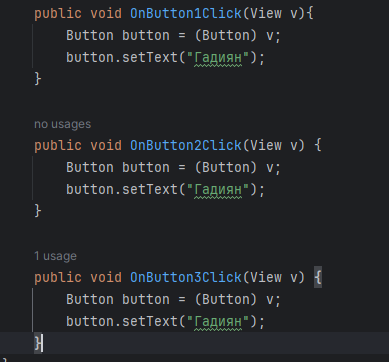 public void OnButton1Click(View v){
Button button = (Button) v;
button.setText("Гадиян");
}
no usages
public void OnButton2Click(View v) {
Button button = (Button) v;
button.setText("Гадиян");
}
1 usage
public void OnButton3Click(View v) {
Button button = (Button) v;
button.setText("Гадиян");
}